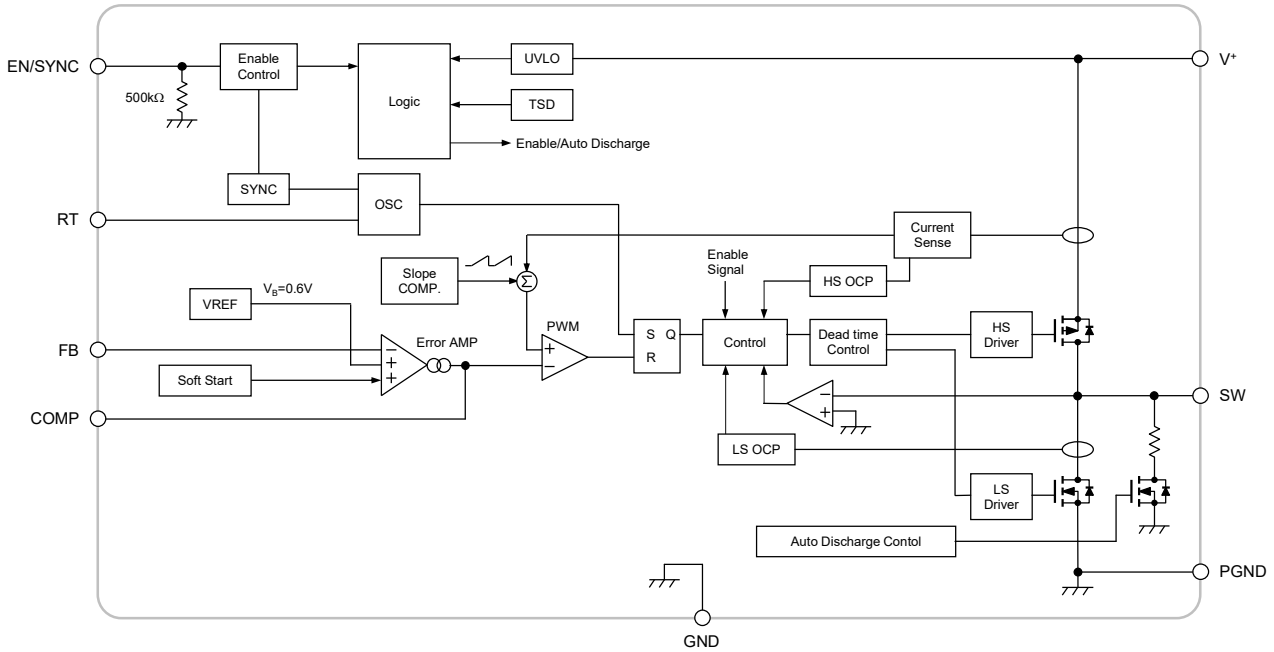 EN/SYNC
Enable
Control
500kΩ
Logic
UVLO
TSD
Enable/Auto Discharge
V+
SYNC
OSC
RT
Current
Sense
Slope
COMP.
Σ
Enable
Signal
HS OCP
VREF
VB=0.6V
PWM
S Q
R
Control
Dead time
Control
HS
Driver
FB
Error AMP
−
+
+
+
−
Soft Start
COMP
−
+
SW
LS OCP
LS
Driver
Auto Discharge Contol
PGND
GND